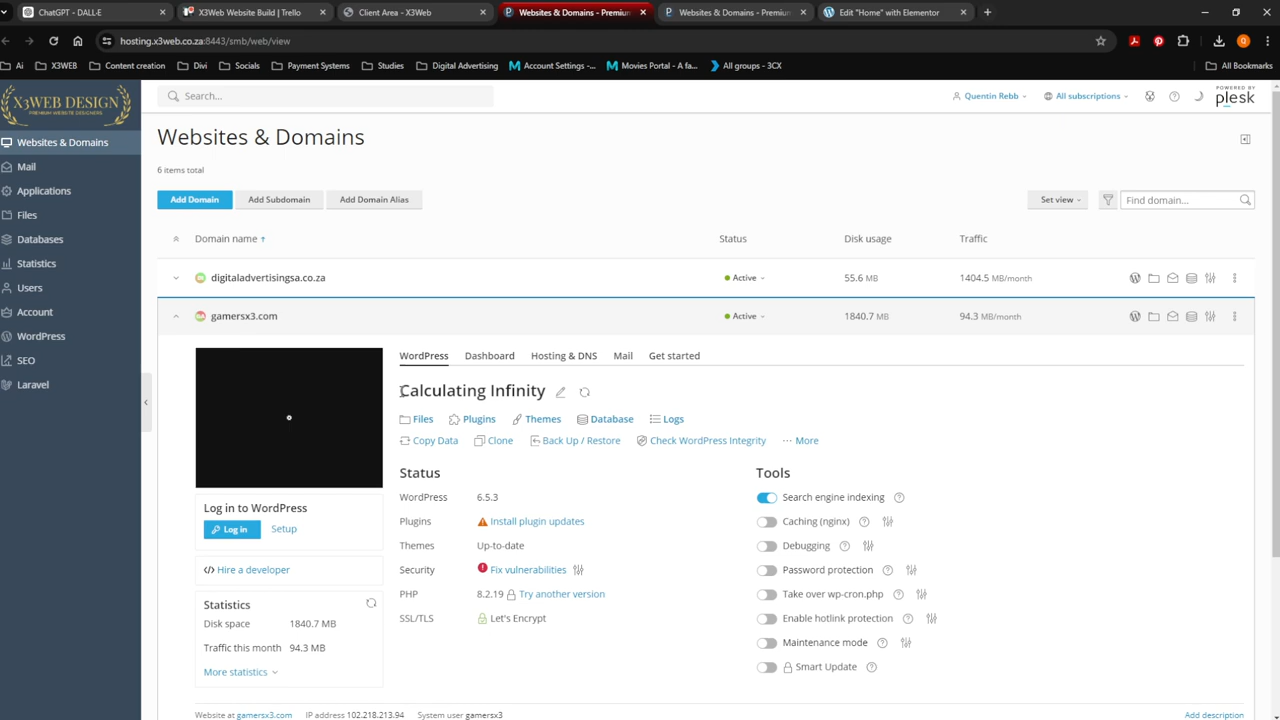 ChatGPT - DALL-E
X3Web Website Build | Trello
Client Area - X3Web
Websites & Domains - Premium
Websites & Domains - Premium
Edit "Home" with Elementor
hosting.x3web.co.za:8443/smb/web/view
Ai
X3WEB
Content creation
Divi
Socials
Payment Systems
Studies
Digital Advertising
Account Settings -...
Movies Portal - A fa...
All groups - 3CX
All Bookmarks
X3WEB DESIGN
PREMIUM WEBSITE DESIGNERS
Search...
Quentin Rebb
All subscriptions
POWERED BY
plesk
Websites & Domains
Mail
Applications
Files
Databases
Statistics
Users
Account
WordPress
SEO
Laravel
Websites & Domains
6 items total
Add Domain
Add Subdomain
Add Domain Alias
Set view
Find domain...
Domain name ↑
Status
Disk usage
Traffic
digitaladvertisingsa.co.za
Active
55.6 MB
1404.5 MB/month
gamersx3.com
Active
1840.7 MB
94.3 MB/month
WordPress
Dashboard
Hosting & DNS
Mail
Get started
Calculating Infinity
Files
Plugins
Themes
Database
Logs
Copy Data
Clone
Back Up / Restore
Check WordPress Integrity
··· More
Log in to WordPress
Log in
Setup
Hire a developer
Statistics
Disk space 1840.7 MB
Traffic this month 94.3 MB
More statistics
Status
WordPress 6.5.3
Plugins Install plugin updates
Themes Up-to-date
Security Fix vulnerabilities
PHP 8.2.19 Try another version
SSL/TLS Let's Encrypt
Tools
Search engine indexing
Caching (nginx)
Debugging
Password protection
Take over wp-cron.php
Enable hotlink protection
Maintenance mode
Smart Update
Website at gamersx3.com IP address 102.218.213.94 System user gamersx3
Add description